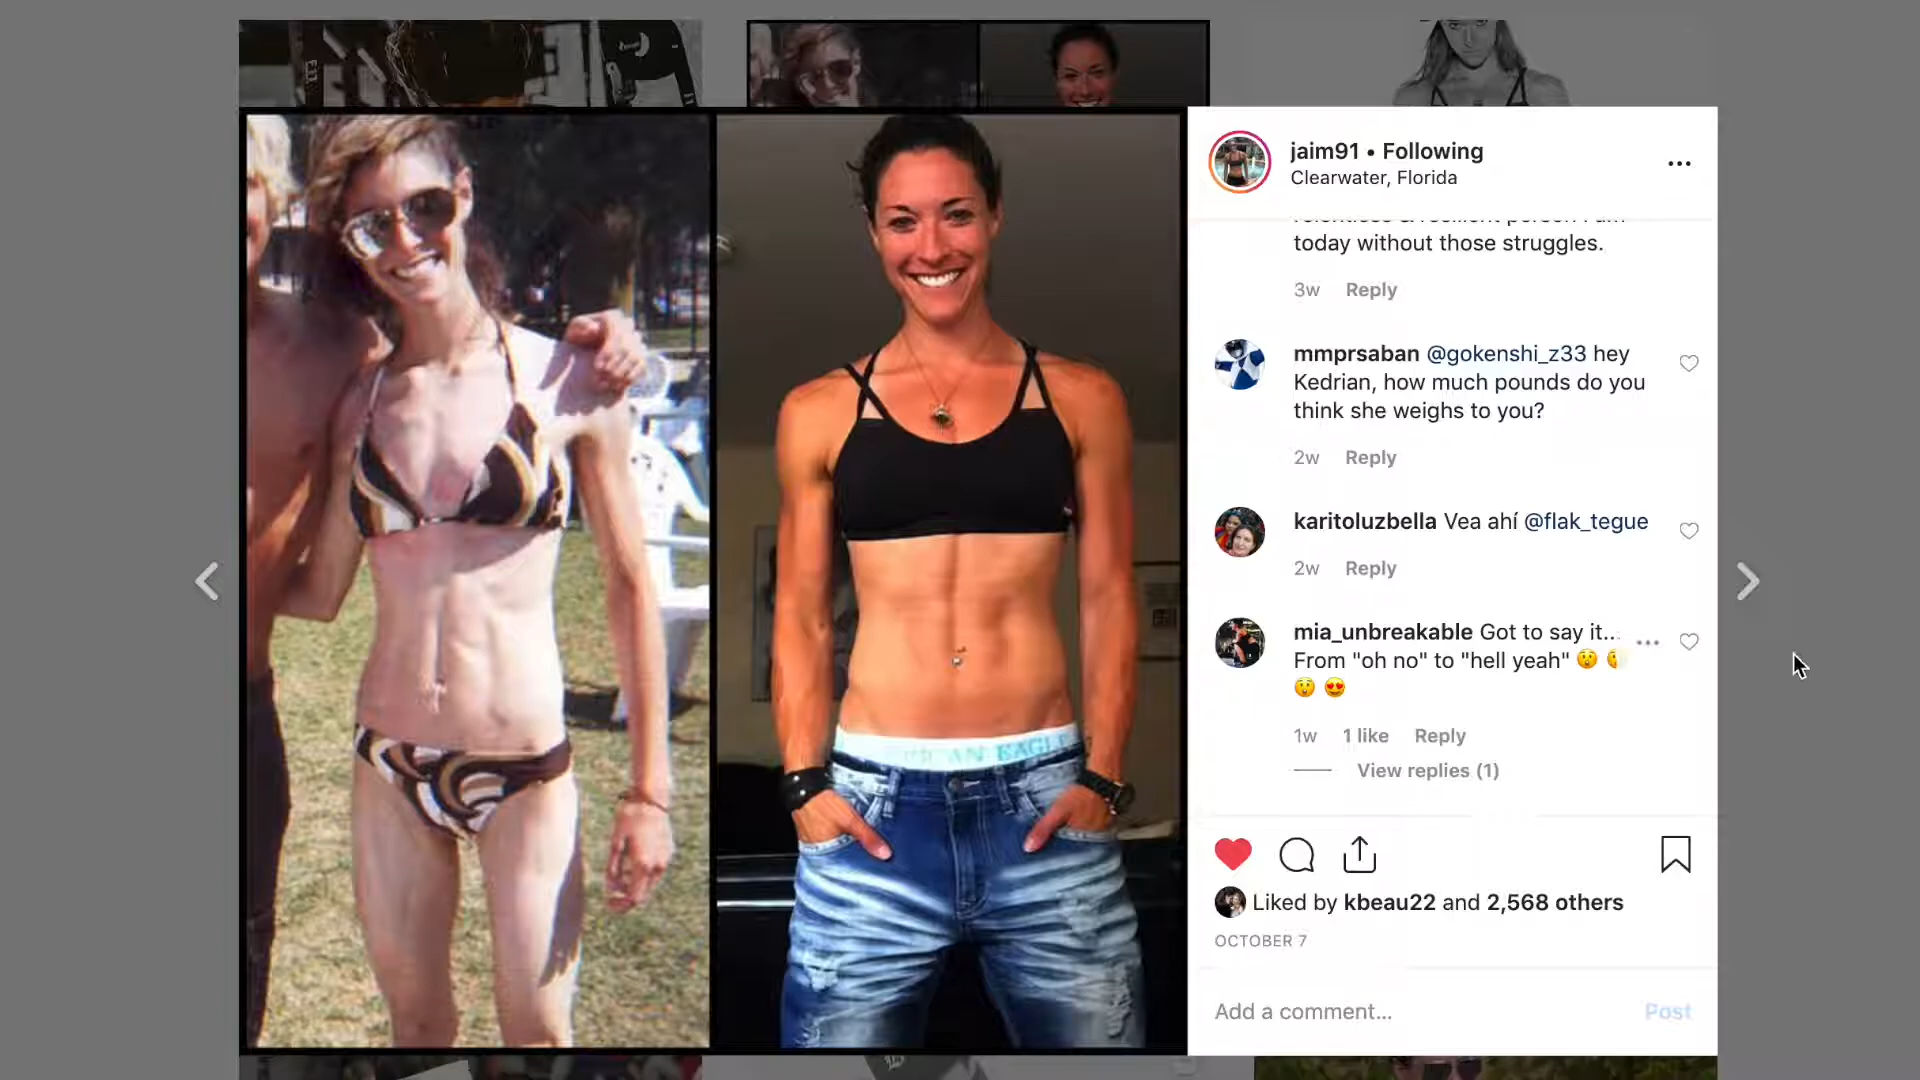 jaim91 • Following
Clearwater, Florida
today without those struggles.
3w Reply
mmprsaban @gokenshi_z33 hey
Kedrian, how much pounds do you
think she weighs to you?
2w Reply
karitoluzbella Vea ahí @flak_tegue
2w Reply
mia_unbreakable Got to say it..
From "oh no" to "hell yeah" 😲 😲
😲 😍
1w 1 like Reply
View replies (1)
Liked by kbeau22 and 2,568 others
OCTOBER 7
Add a comment... Post
AN EAGLE